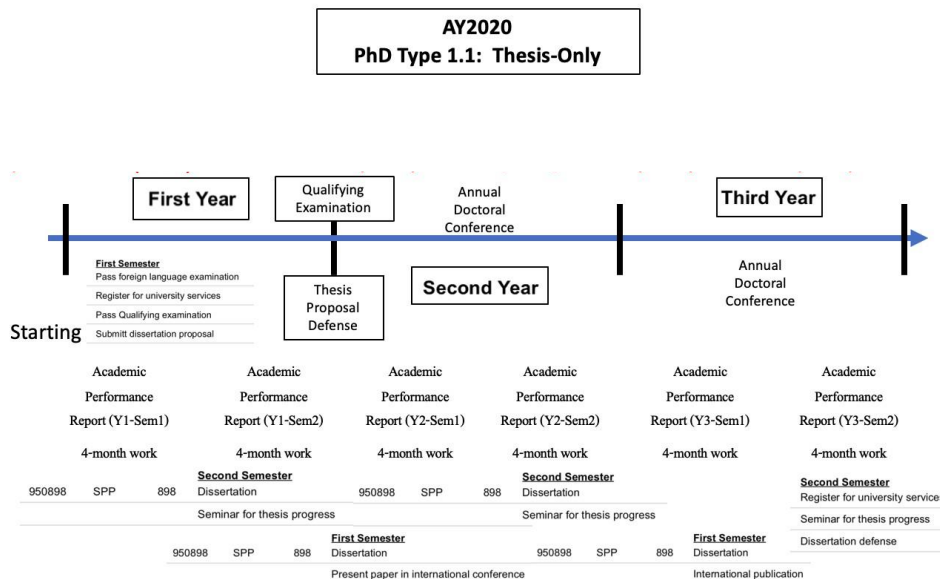 AY2020
PhD Type 1.1: Thesis-Only
First Year
Qualifying
Examination
Annual
Doctoral
Conference
Third Year
First Semester
Pass foreign language examination
Register for university services
Pass Qualifying examination
Submitt dissertation proposal
Starting
Thesis
Proposal
Defense
Second Year
Annual
Doctoral
Conference
Academic
Performance
Report (Y1-Sem1)
4-month work
Academic
Performance
Report (Y1-Sem2)
4-month work
Academic
Performance
Report (Y2-Sem1)
4-month work
Academic
Performance
Report (Y2-Sem2)
4-month work
Academic
Performance
Report (Y3-Sem1)
4-month work
Academic
Performance
Report (Y3-Sem2)
4-month work
Second Semester
950898 SPP 898 Dissertation
Seminar for thesis progress
Second Semester
950898 SPP 898 Dissertation
Seminar for thesis progress
Second Semester
Register for university service
Seminar for thesis progress
Dissertation defense
First Semester
950898 SPP 898 Dissertation
Present paper in international conference
First Semester
950898 SPP 898 Dissertation
International publication